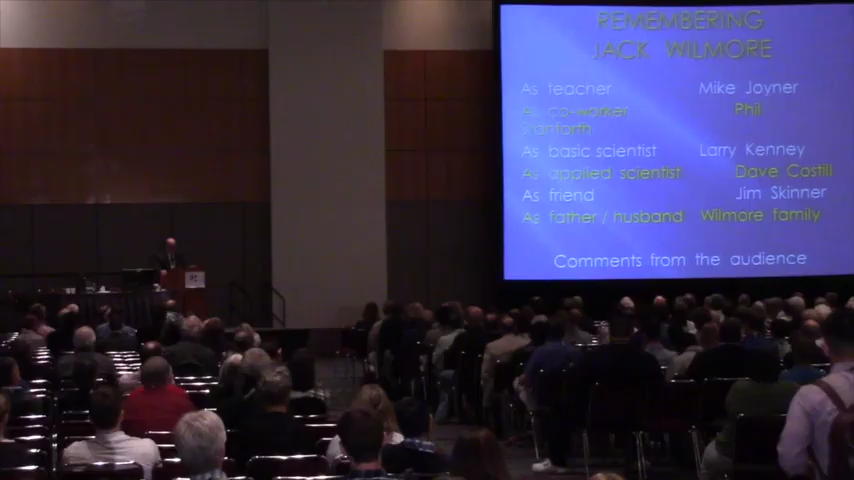 REMEMBERING
JACK WILMORE
As teacher Mike Joyner
As co-worker Phil
Stanforth
As basic scientist Larry Kenney
As applied scientist Dave Costill
As friend Jim Skinner
As father / husband Wilmore family
Comments from the audience